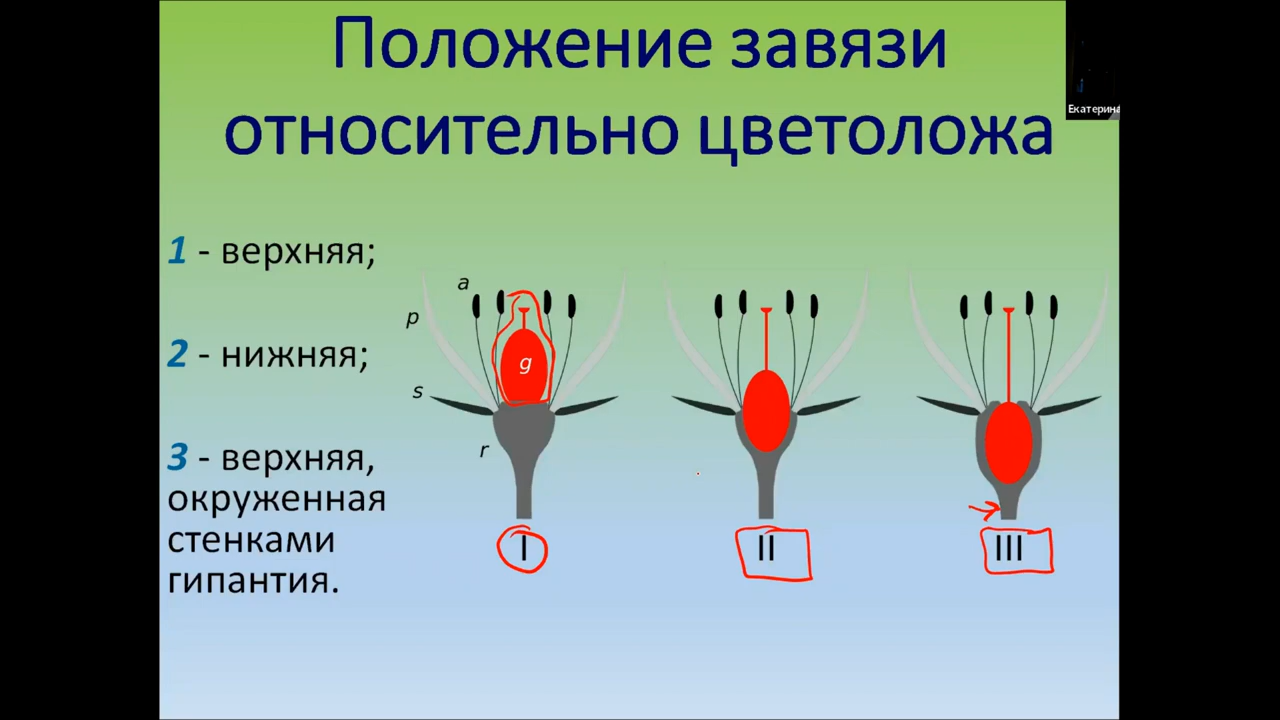 Положение завязи
относительно цветоложа
Екатерина
1 - верхняя;
2 - нижняя;
3 - верхняя,
окруженная
стенками
гипантия.
a
p
g
s
r
I
II
III